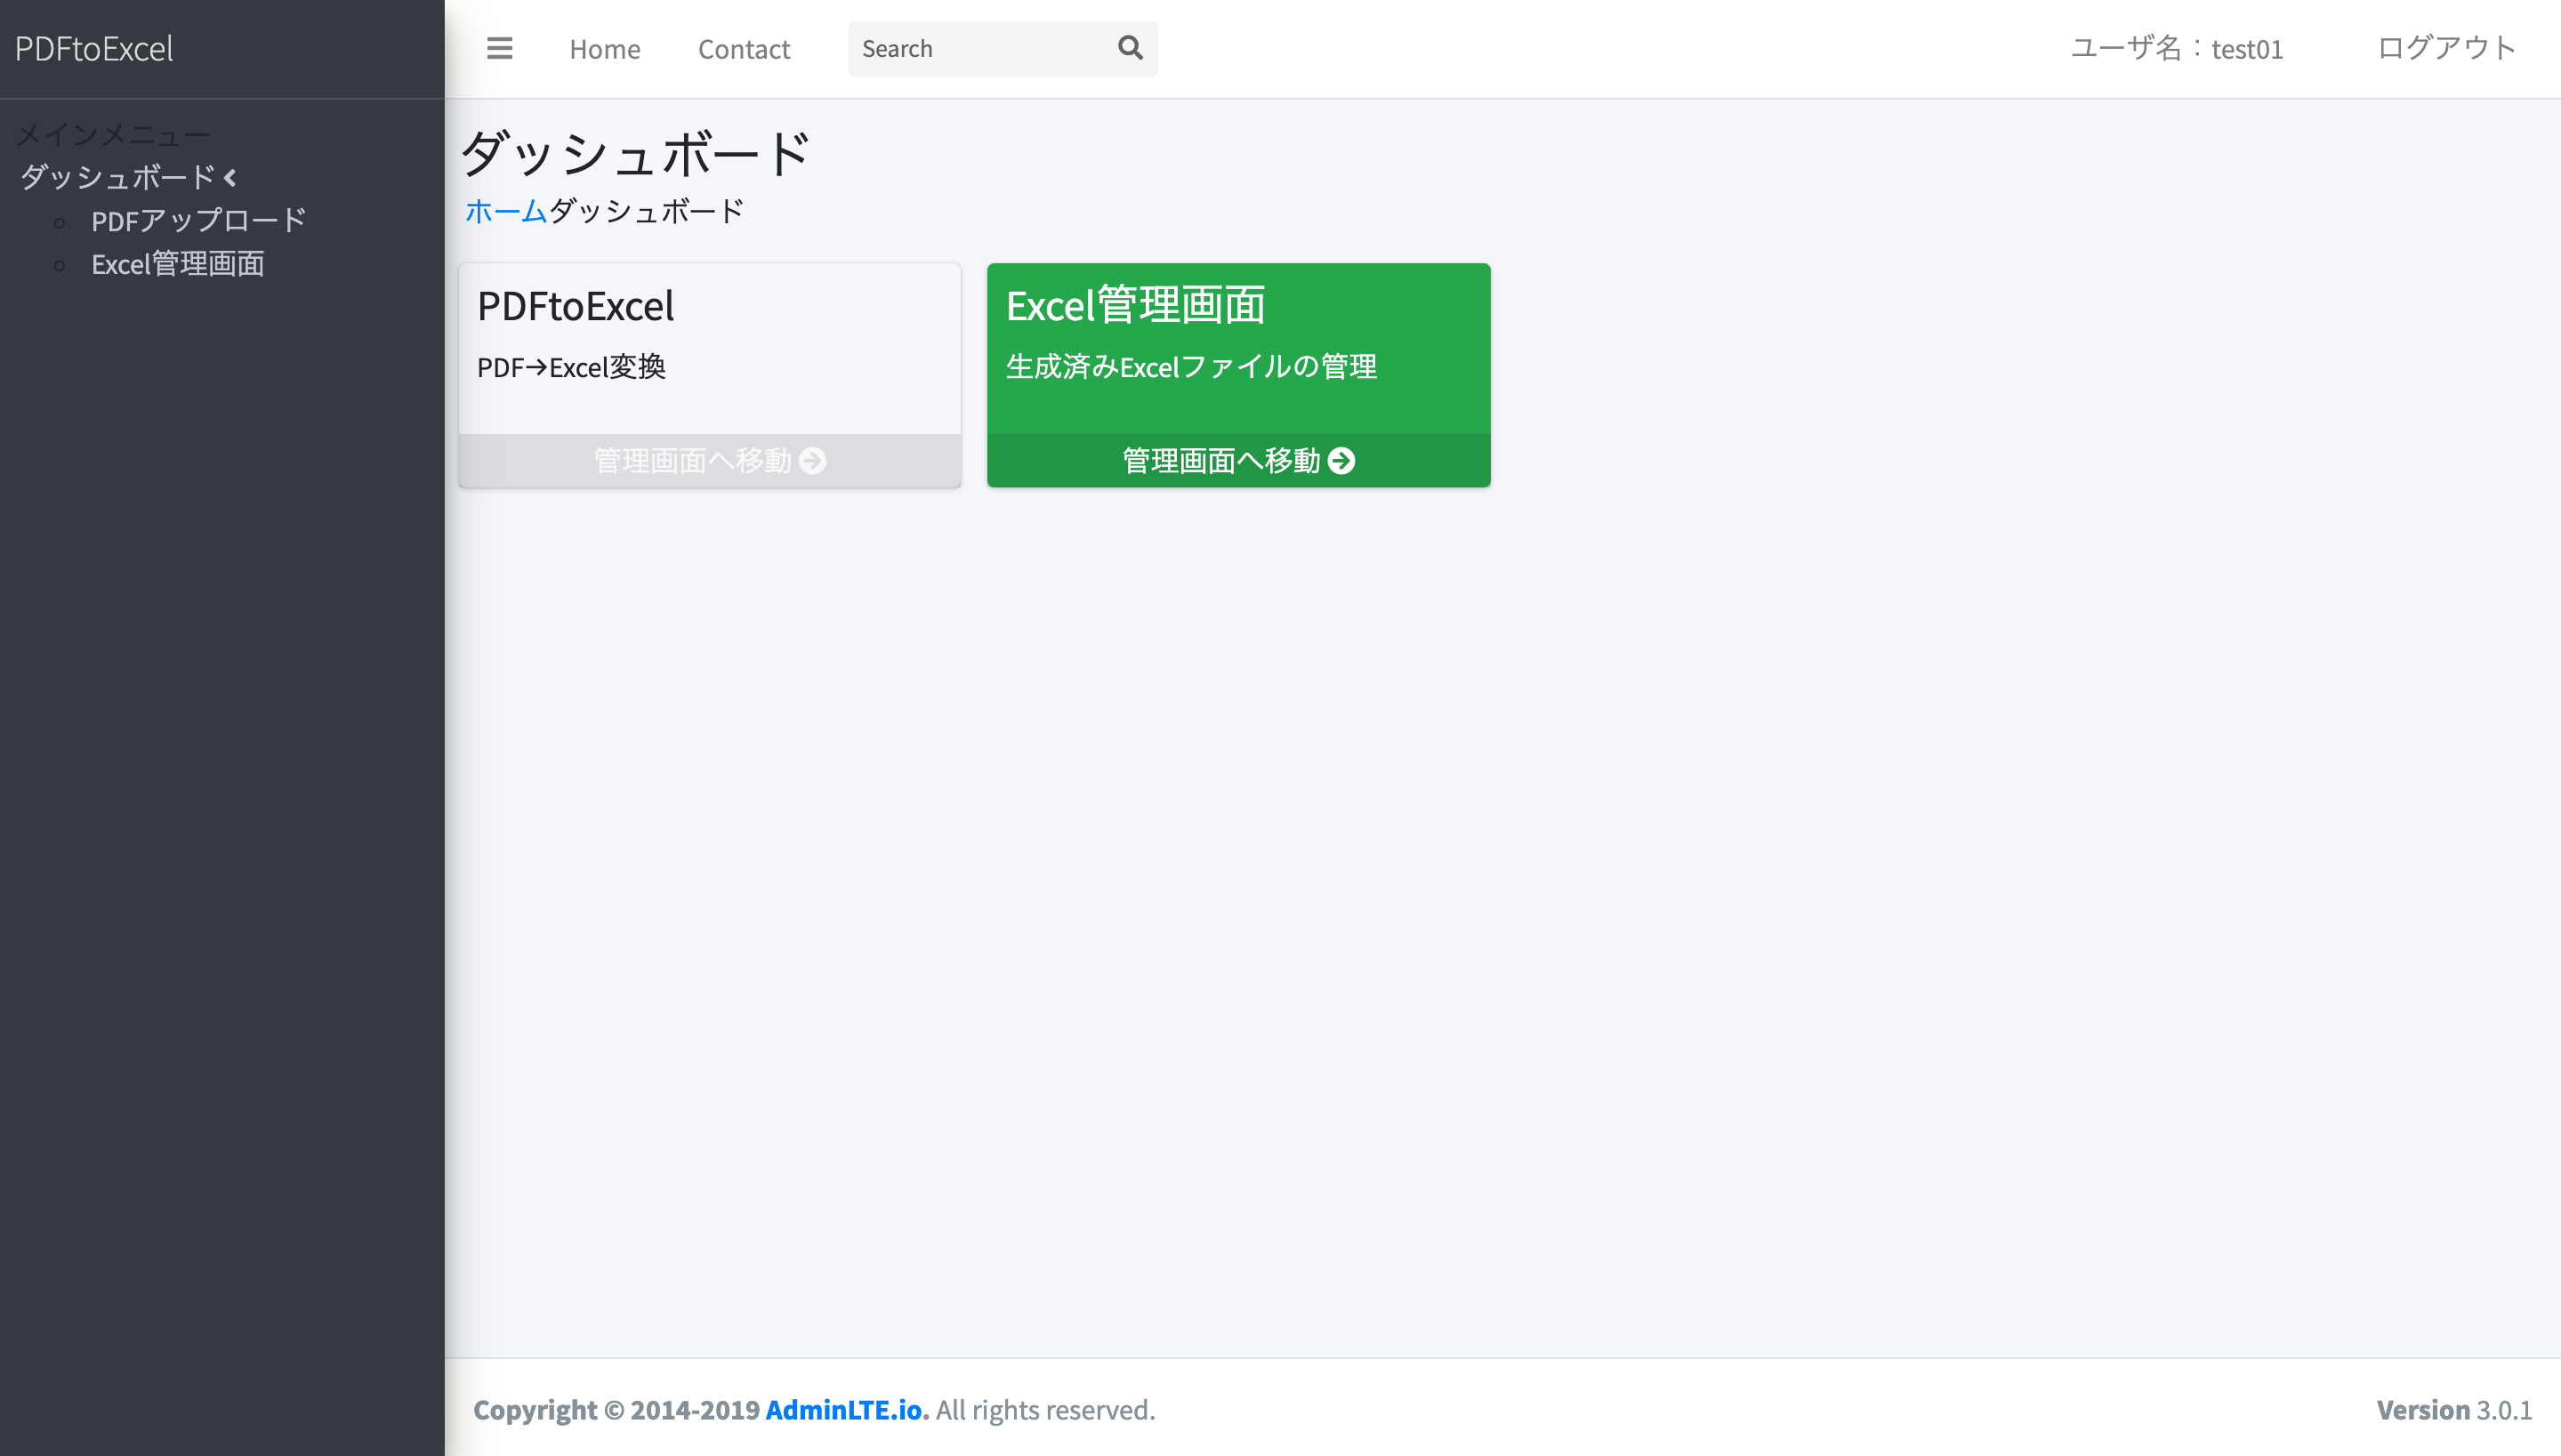 PDFtoExcel
Home
Contact
Search
ユーザ名：test01
ログアウト
メインメニュー
ダッシュボード
PDFアップロード
Excel管理画面
ダッシュボード
ホームダッシュボード
PDFtoExcel
PDF→Excel変換
管理画面へ移動
Excel管理画面
生成済みExcelファイルの管理
管理画面へ移動
Copyright © 2014-2019 AdminLTE.io. All rights reserved.
Version 3.0.1